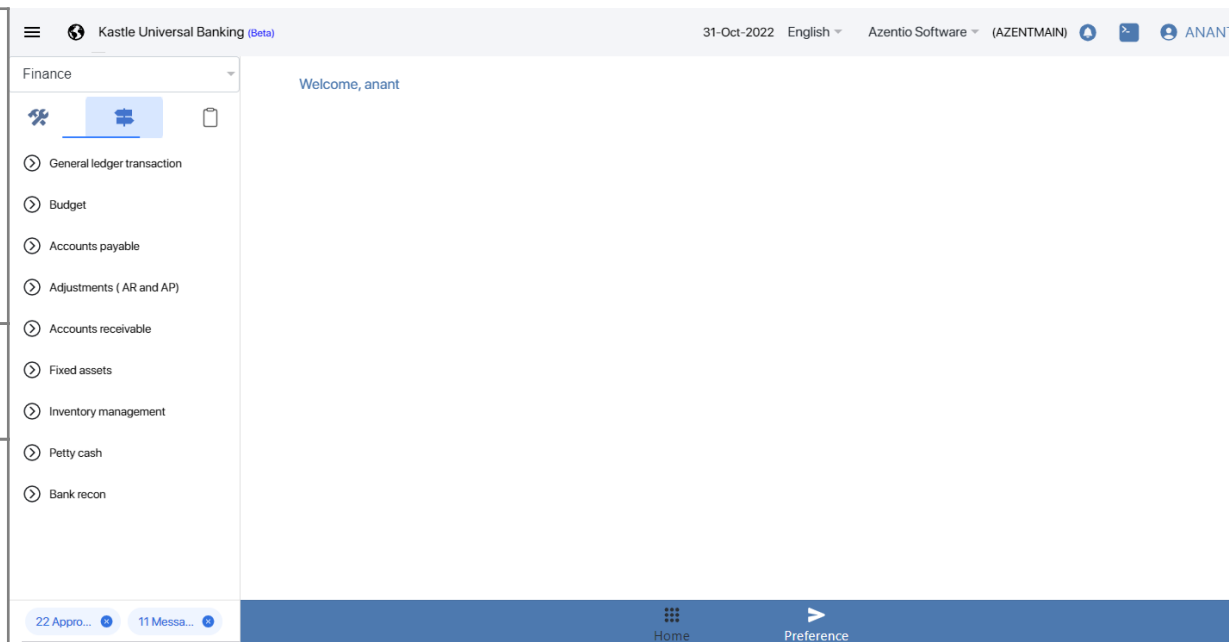 Kastle Universal Banking (Beta) 31-Oct-2022 English Azentio Software (AZENTMAIN) ANANT
Finance
Welcome, anant
General ledger transaction
Budget
Accounts payable
Adjustments ( AR and AP)
Accounts receivable
Fixed assets
Inventory management
Petty cash
Bank recon
22 Appro... 11 Messa...
Home Preference